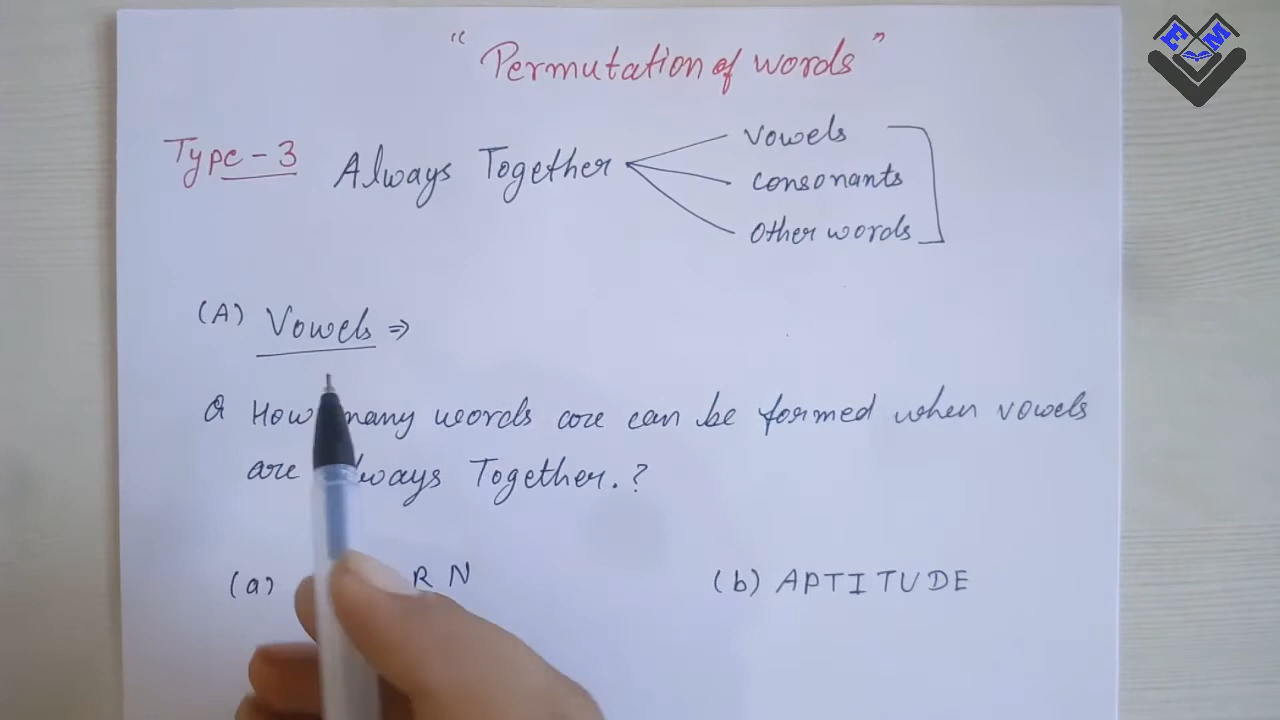 "Permutation of words"
Type-3 Always Together
vowels
consonants
Other words
(A) Vowels ⇒
Q How many words are can be formed when vowels
are Always Together.?
(a) R N
(b) APTITUDE